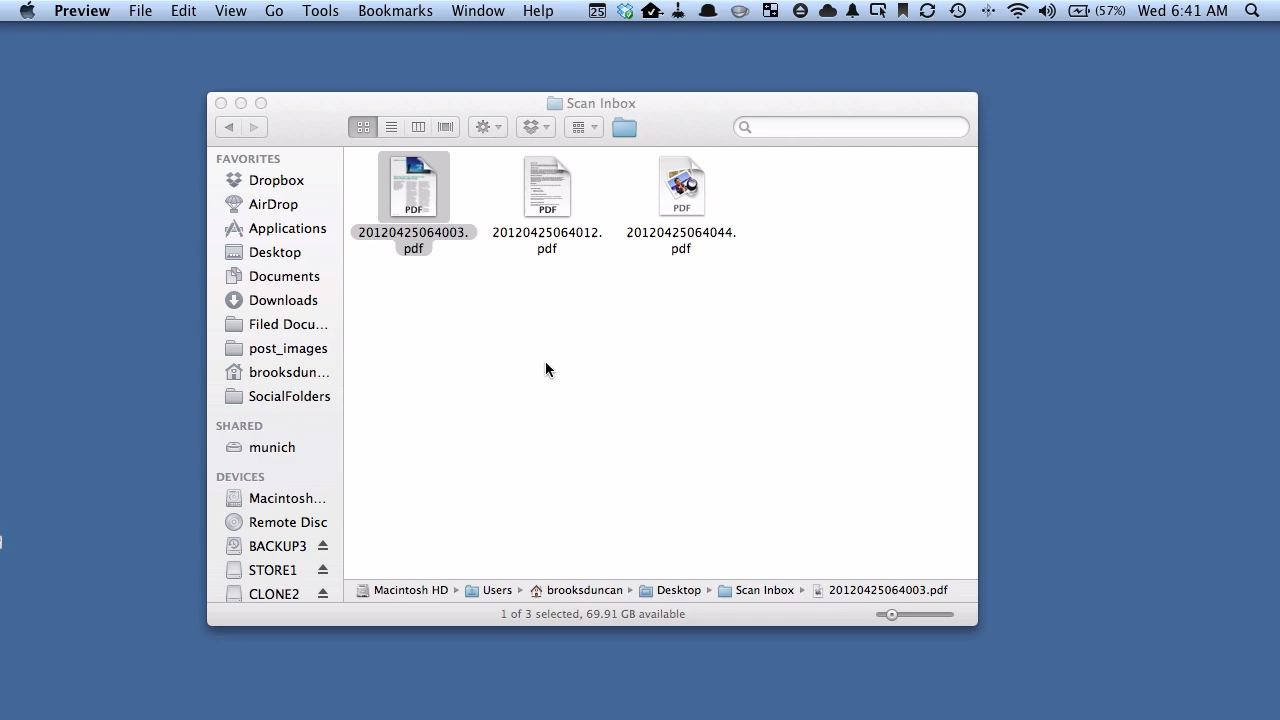 Preview File Edit View Go Tools Bookmarks Window Help 25 (57%) Wed 6:41 AM
Scan Inbox
FAVORITES
Dropbox
AirDrop
Applications
Desktop
Documents
Downloads
Filed Docu...
post_images
brooksdun...
SocialFolders
SHARED
munich
DEVICES
Macintosh...
Remote Disc
BACKUP3
STORE1
CLONE2
PDF PDF PDF
20120425064003. 20120425064012. 20120425064044.
pdf pdf pdf
Macintosh HD Users brooksduncan Desktop Scan Inbox 20120425064003.pdf
1 of 3 selected, 69.91 GB available